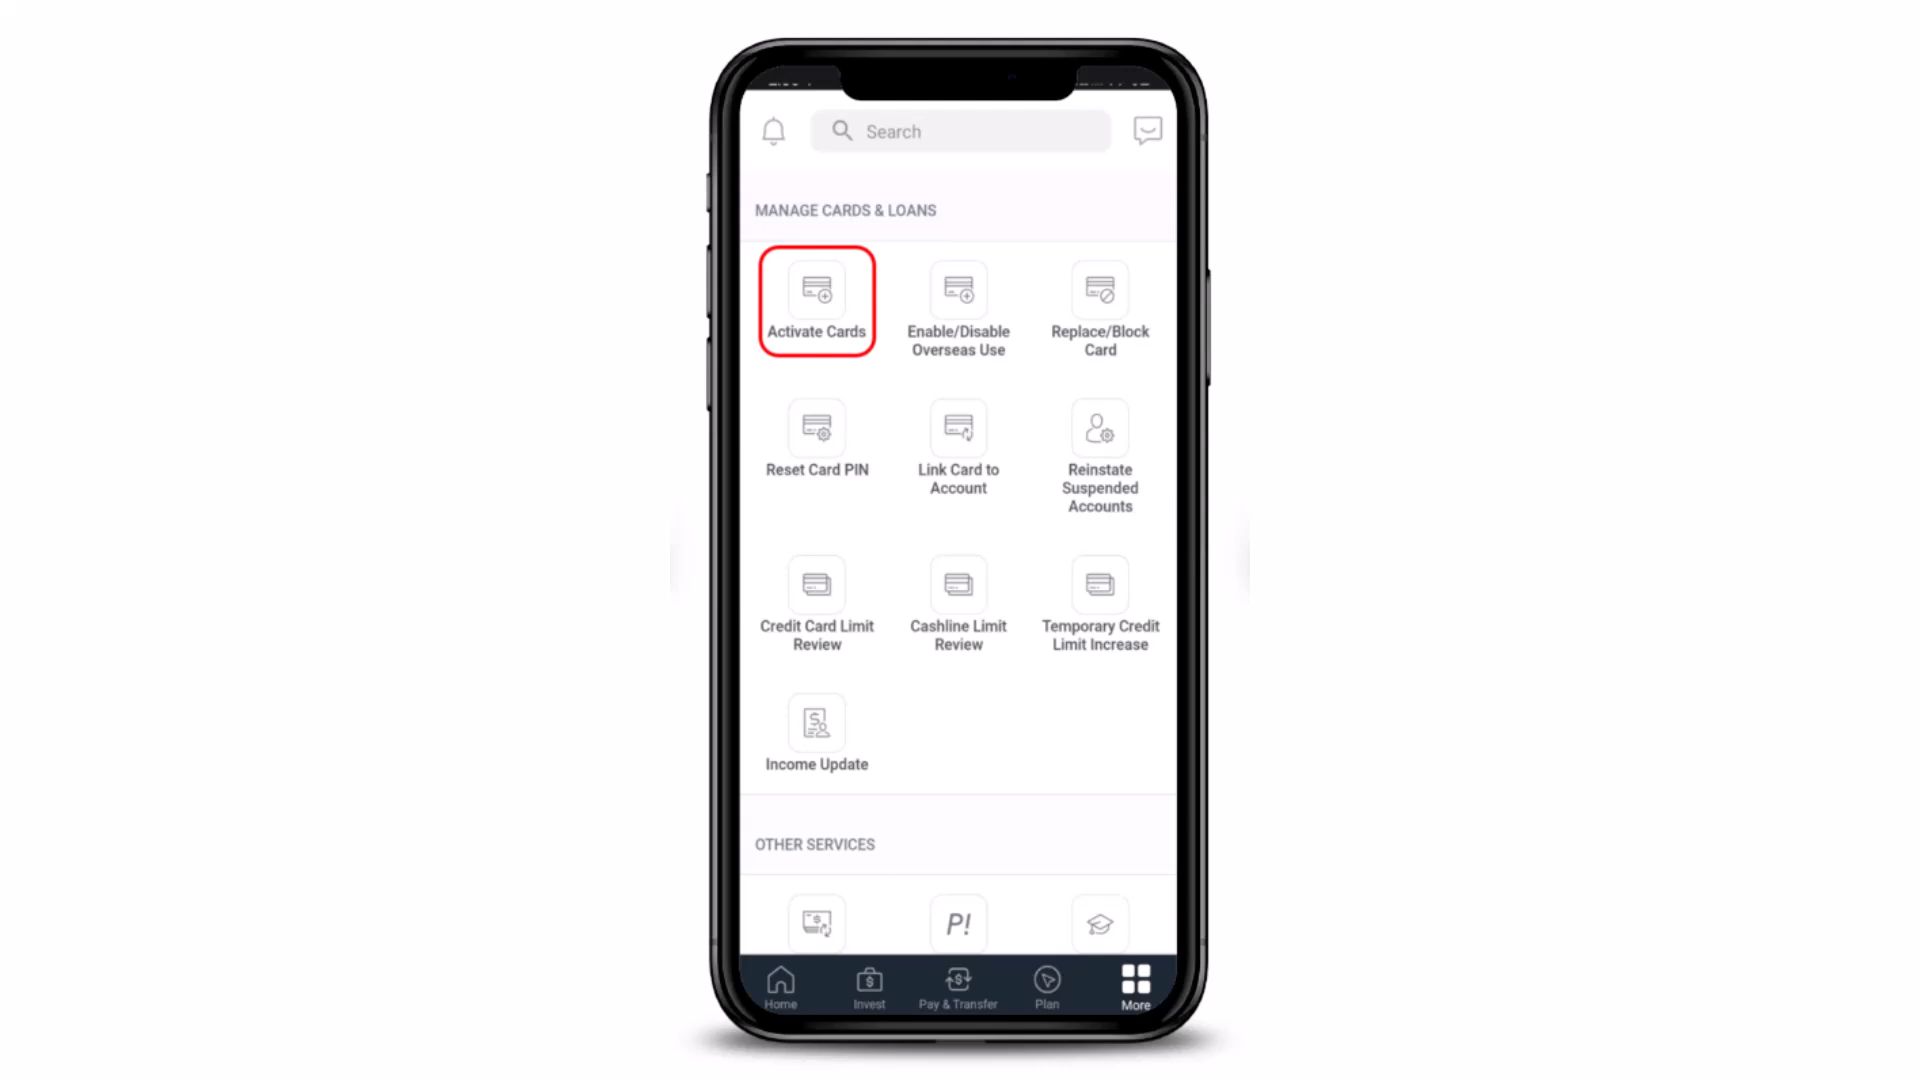 Search
MANAGE CARDS & LOANS
Activate Cards
Enable/Disable
Overseas Use
Replace/Block
Card
Reset Card PIN
Link Card to
Account
Reinstate
Suspended
Accounts
Credit Card Limit
Review
Cashline Limit
Review
Temporary Credit
Limit Increase
Income Update
OTHER SERVICES
P!
Home
Invest
Pay & Transfer
Plan
More